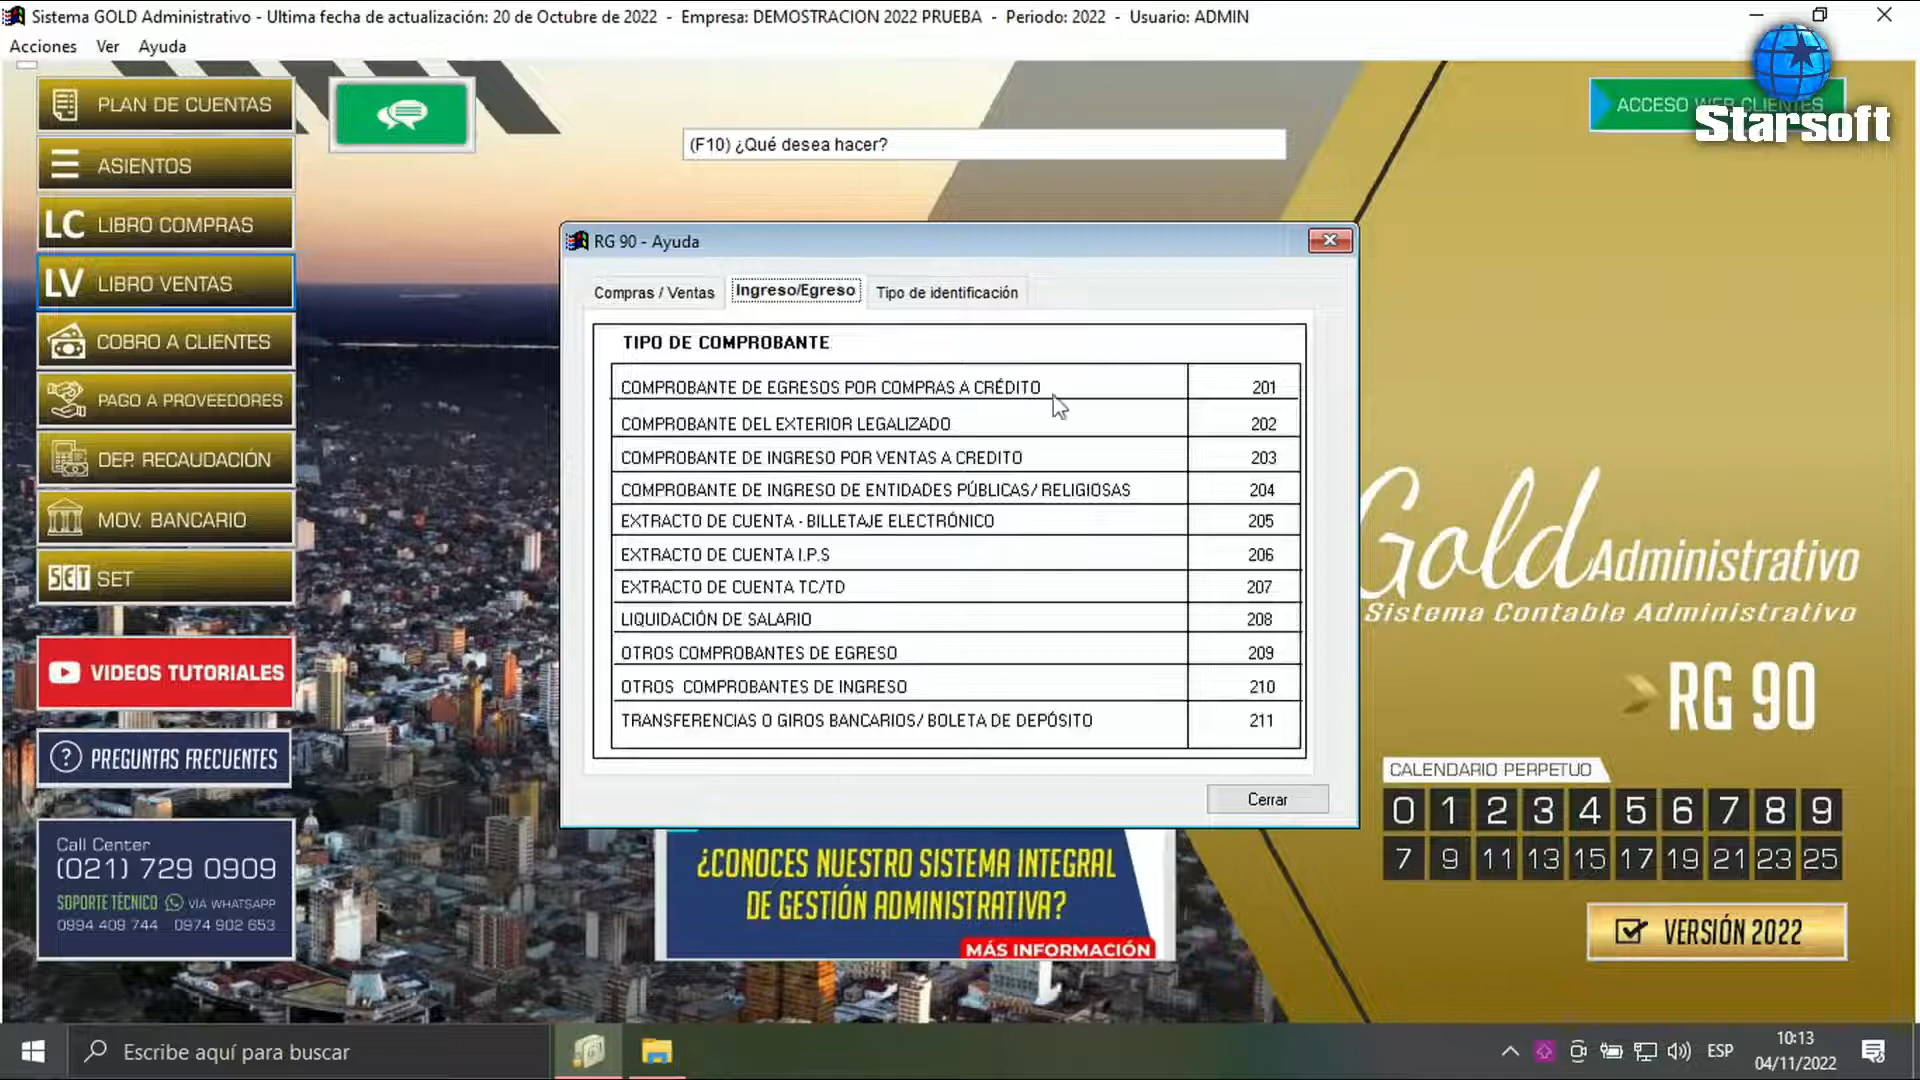 Sistema GOLD Administrativo - Ultima fecha de actualización: 20 de Octubre de 2022 - Empresa: DEMOSTRACION 2022 PRUEBA - Periodo: 2022 - Usuario: ADMIN
Acciones Ver Ayuda
PLAN DE CUENTAS
ASIENTOS
LC LIBRO COMPRAS
LV LIBRO VENTAS
COBRO A CLIENTES
PAGO A PROVEEDORES
DEP. RECAUDACIÓN
MOV. BANCARIO
SET SET
VIDEOS TUTORIALES
? PREGUNTAS FRECUENTES
Call Center
(021) 729 0909
SOPORTE TÉCNICO VIA WHATSAPP
0994 409 744 0974 902 653
(F10) ¿Qué desea hacer?
ACCESO WEB CLIENTES
Starsoft
RG 90 - Ayuda
Compras / Ventas Ingreso/Egreso Tipo de identificación
TIPO DE COMPROBANTE
COMPROBANTE DE EGRESOS POR COMPRAS A CRÉDITO 201
COMPROBANTE DEL EXTERIOR LEGALIZADO 202
COMPROBANTE DE INGRESO POR VENTAS A CREDITO 203
COMPROBANTE DE INGRESO DE ENTIDADES PÚBLICAS/ RELIGIOSAS 204
EXTRACTO DE CUENTA - BILLETAJE ELECTRÓNICO 205
EXTRACTO DE CUENTA I.P.S 206
EXTRACTO DE CUENTA TC/TD 207
LIQUIDACIÓN DE SALARIO 208
OTROS COMPROBANTES DE EGRESO 209
OTROS COMPROBANTES DE INGRESO 210
TRANSFERENCIAS O GIROS BANCARIOS/ BOLETA DE DEPÓSITO 211
Cerrar
¿CONOCES NUESTRO SISTEMA INTEGRAL
DE GESTIÓN ADMINISTRATIVA?
MÁS INFORMACIÓN
Gold Administrativo
Sistema Contable Administrativo
RG 90
CALENDARIO PERPETUO
0 1 2 3 4 5 6 7 8 9
7 9 11 13 15 17 19 21 23 25
VERSIÓN 2022
Escribe aquí para buscar
ESP
10:13
04/11/2022